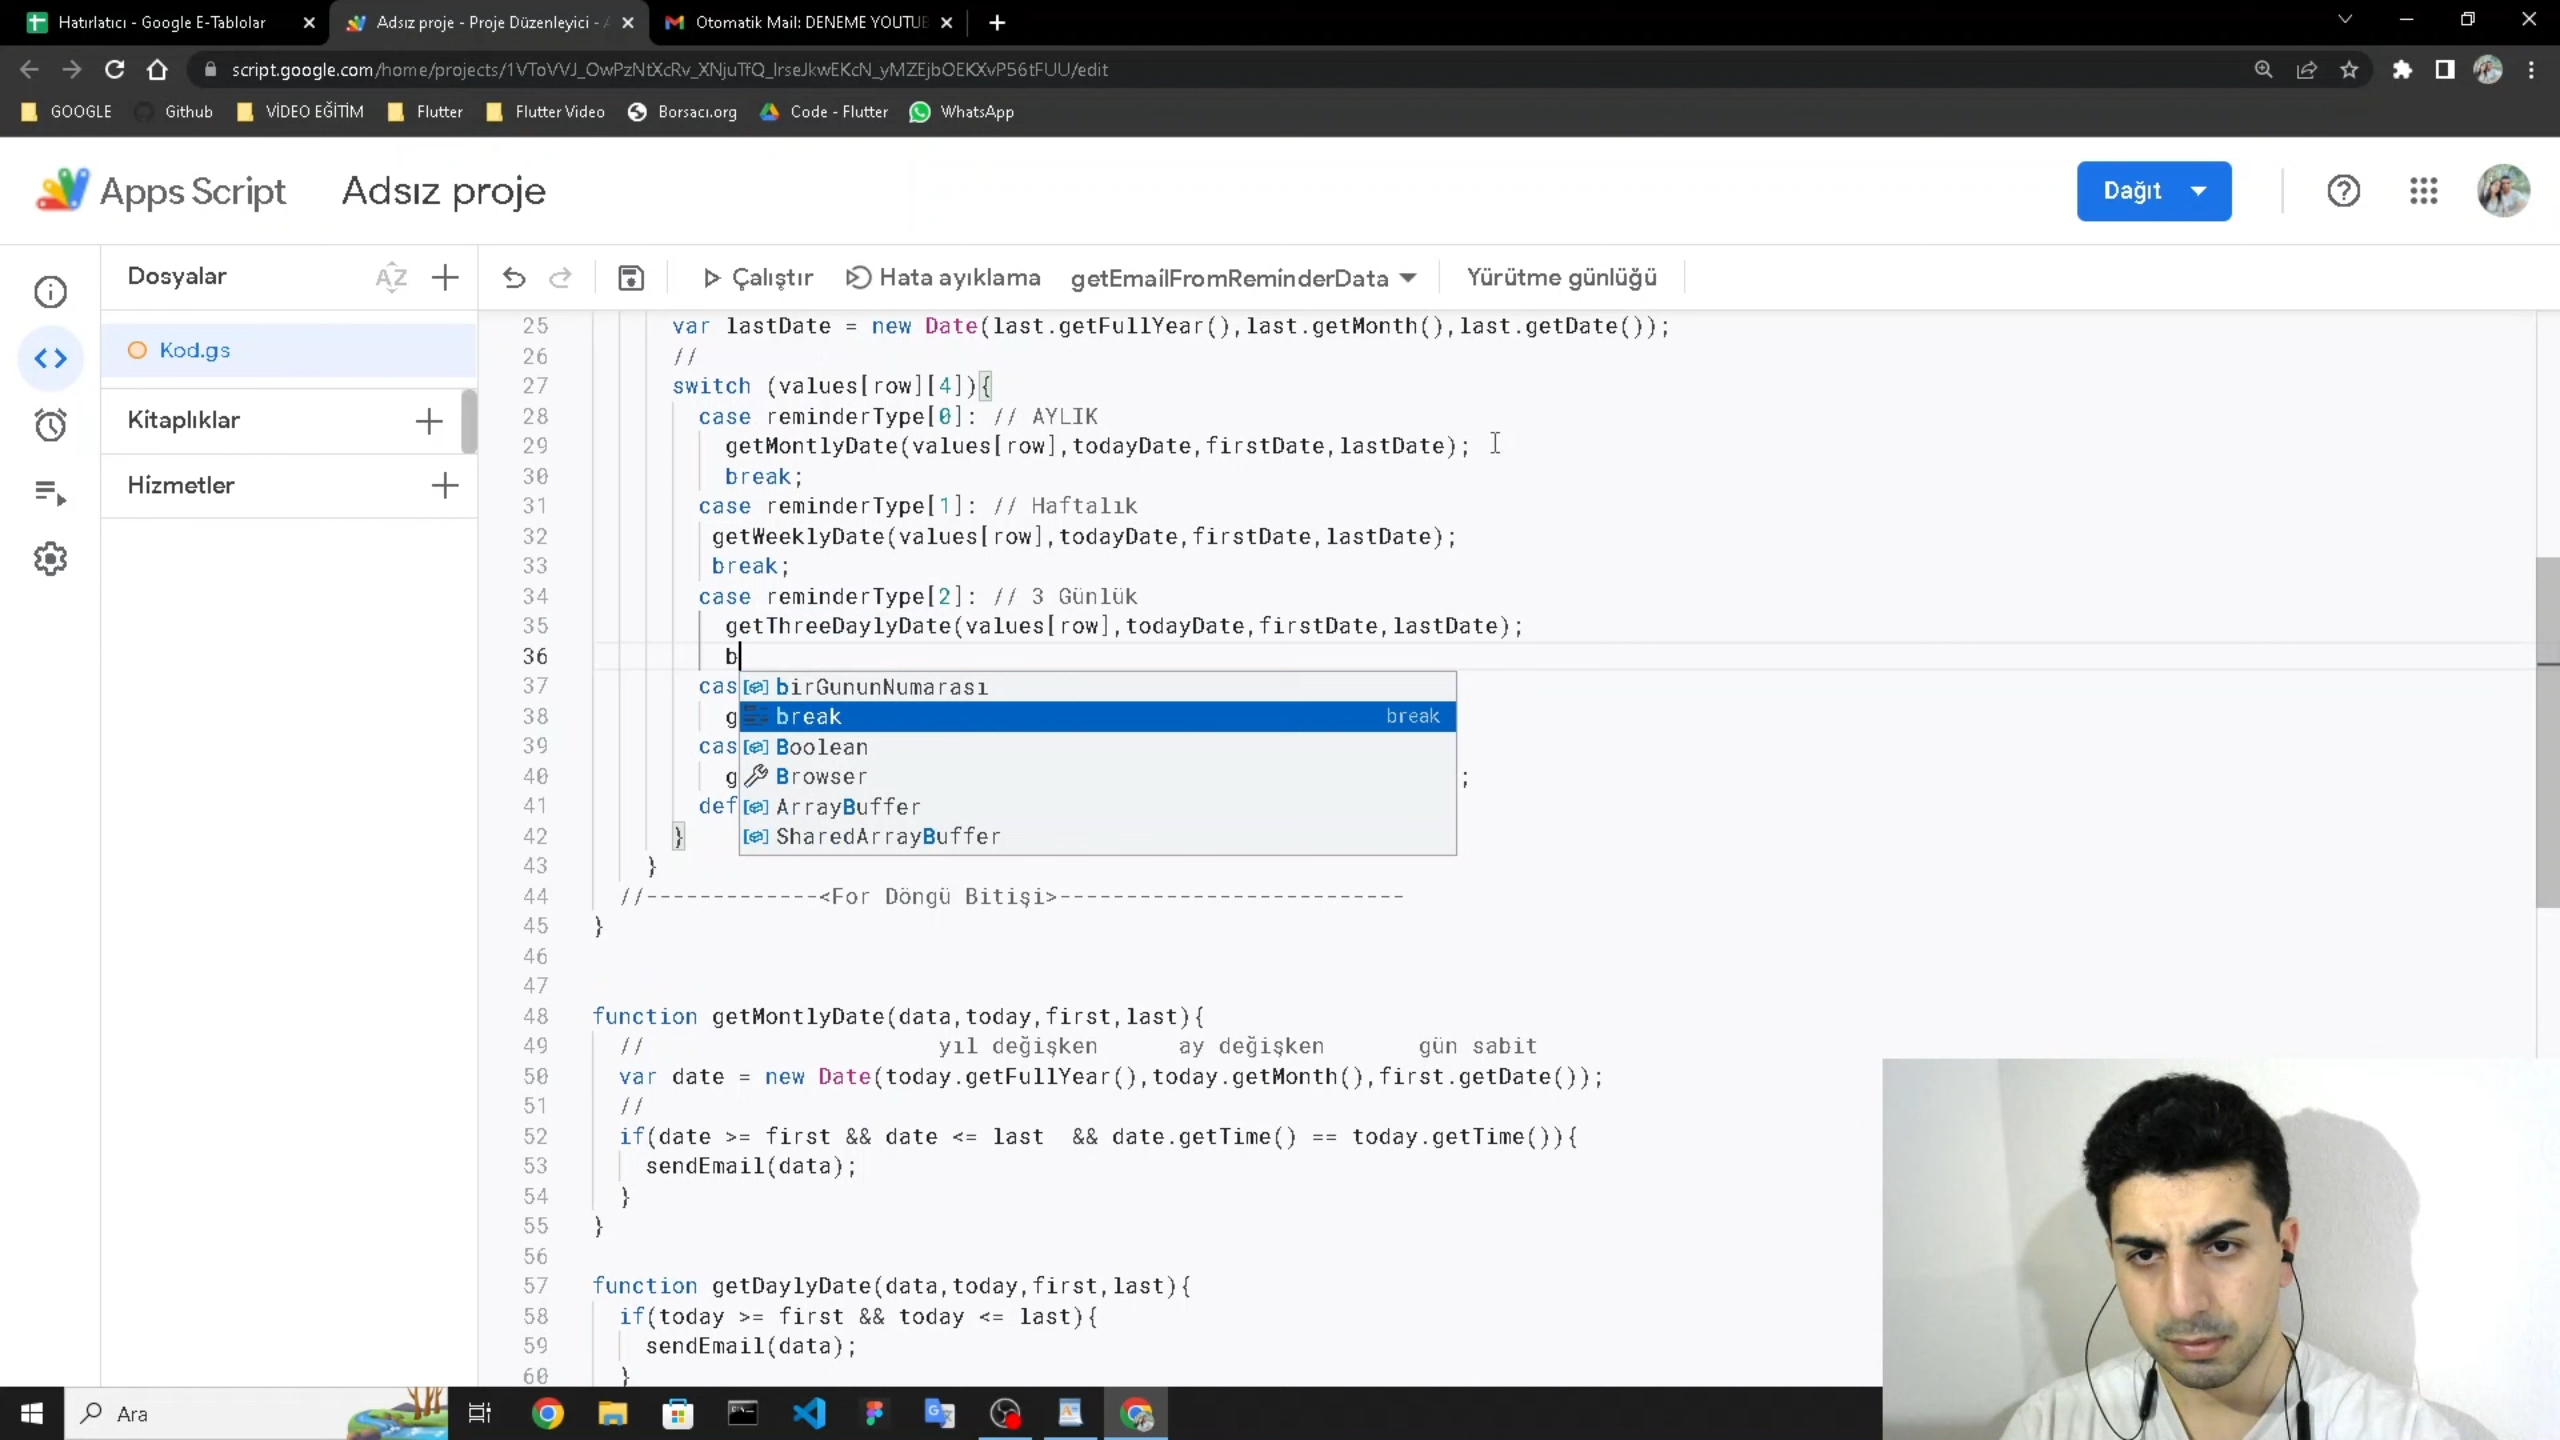 Hatırlatıcı - Google E-Tablolar
Adsız proje - Proje Düzenleyici -
Otomatik Mail: DENEME YOUTUB
script.google.com/home/projects/1VToVVJ_OwPzNtXcRv_XNjuTfQ_lrseJkwEKcN_yMZEjbOEKXvP56tFUU/edit
GOOGLE Github VİDEO EĞİTİM Flutter Flutter Video Borsacı.org Code - Flutter WhatsApp
Apps Script Adsız proje Dağıt
Dosyalar AZ
Çalıştır Hata ayıklama getEmailFromReminderData Yürütme günlüğü
Kod.gs
Kitaplıklar
Hizmetler
25 var lastDate = new Date(last.getFullYear(),last.getMonth(),last.getDate());
26 //
27 switch (values[row][4]){
28 case reminderType[0]: // AYLIK
29 getMontlyDate(values[row],todayDate,firstDate,lastDate);
30 break;
31 case reminderType[1]: // Haftalık
32 getWeeklyDate(values[row],todayDate,firstDate,lastDate);
33 break;
34 case reminderType[2]: // 3 Günlük
35 getThreeDaylyDate(values[row],todayDate,firstDate,lastDate);
36 b
37 cas birGununNumarası
38 g break break
39 cas Boolean
40 g Browser ;
41 def ArrayBuffer
42 } SharedArrayBuffer
43 }
44 //-------------<For Döngü Bitişi>--------------------------
45 }
46
47
48 function getMontlyDate(data,today,first,last){
49 // yıl değişken ay değişken gün sabit
50 var date = new Date(today.getFullYear(),today.getMonth(),first.getDate());
51 //
52 if(date >= first && date <= last && date.getTime() == today.getTime()){
53 sendEmail(data);
54 }
55 }
56
57 function getDaylyDate(data,today,first,last){
58 if(today >= first && today <= last){
59 sendEmail(data);
60 }
Ara